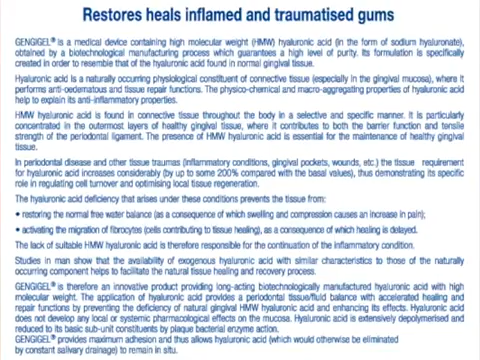 Restores heals inflamed and traumatised gums
GENGIGEL® is a medical device containing high molecular weight (HMW) hyaluronic acid (in the form of sodium hyaluronate),
obtained by a biotechnological manufacturing process which guarantees a high level of purity. Its formulation is specifically
created in order to resemble that of the hyaluronic acid found in normal gingival tissue.
Hyaluronic acid is a naturally occurring physiological constituent of connective tissue (especially in the gingival mucosa), where it
performs anti-oedematous and tissue repair functions. The physico-chemical and macro-aggregating properties of hyaluronic acid
help to explain its anti-inflammatory properties.
HMW hyaluronic acid is found in connective tissue throughout the body in a selective and specific manner. It is particularly
concentrated in the outermost layers of healthy gingival tissue, where it contributes to both the barrier function and tensile
strength of the periodontal ligament. The presence of HMW hyaluronic acid is essential for the maintenance of healthy gingival
tissue.
In periodontal disease and other tissue traumas (inflammatory conditions, gingival pockets, wounds, etc.) the tissue requirement
for hyaluronic acid increases considerably (by up to some 200% compared with the basal values), thus demonstrating its specific
role in regulating cell turnover and optimising local tissue regeneration.
The hyaluronic acid deficiency that arises under these conditions prevents the tissue from:
• restoring the normal free water balance (as a consequence of which swelling and compression causes an increase in pain);
• activating the migration of fibrocytes (cells contributing to tissue healing), as a consequence of which healing is delayed.
The lack of suitable HMW hyaluronic acid is therefore responsible for the continuation of the inflammatory condition.
Studies in man show that the availability of exogenous hyaluronic acid with similar characteristics to those of the naturally
occurring component helps to facilitate the natural tissue healing and recovery process.
GENGIGEL® is therefore an innovative product providing long-acting biotechnologically manufactured hyaluronic acid with high
molecular weight. The application of hyaluronic acid provides a periodontal tissue/fluid balance with accelerated healing and
repair functions by preventing the deficiency of natural gingival HMW hyaluronic acid and enhancing its effects. Hyaluronic acid
does not develop any local or systemic pharmacological effects on the mucosa. Hyaluronic acid is extensively depolymerised and
reduced to its basic sub-unit constituents by plaque bacterial enzyme action.
GENGIGEL® provides maximum adhesion and thus allows hyaluronic acid (which would otherwise be eliminated
by constant salivary drainage) to remain in situ.